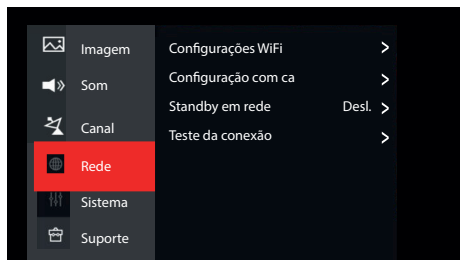 Imagem
Som
Canal
Rede
Sistema
Suporte
Configurações WiFi >
Configuração com ca >
Standby em rede Desl. >
Teste da conexão >